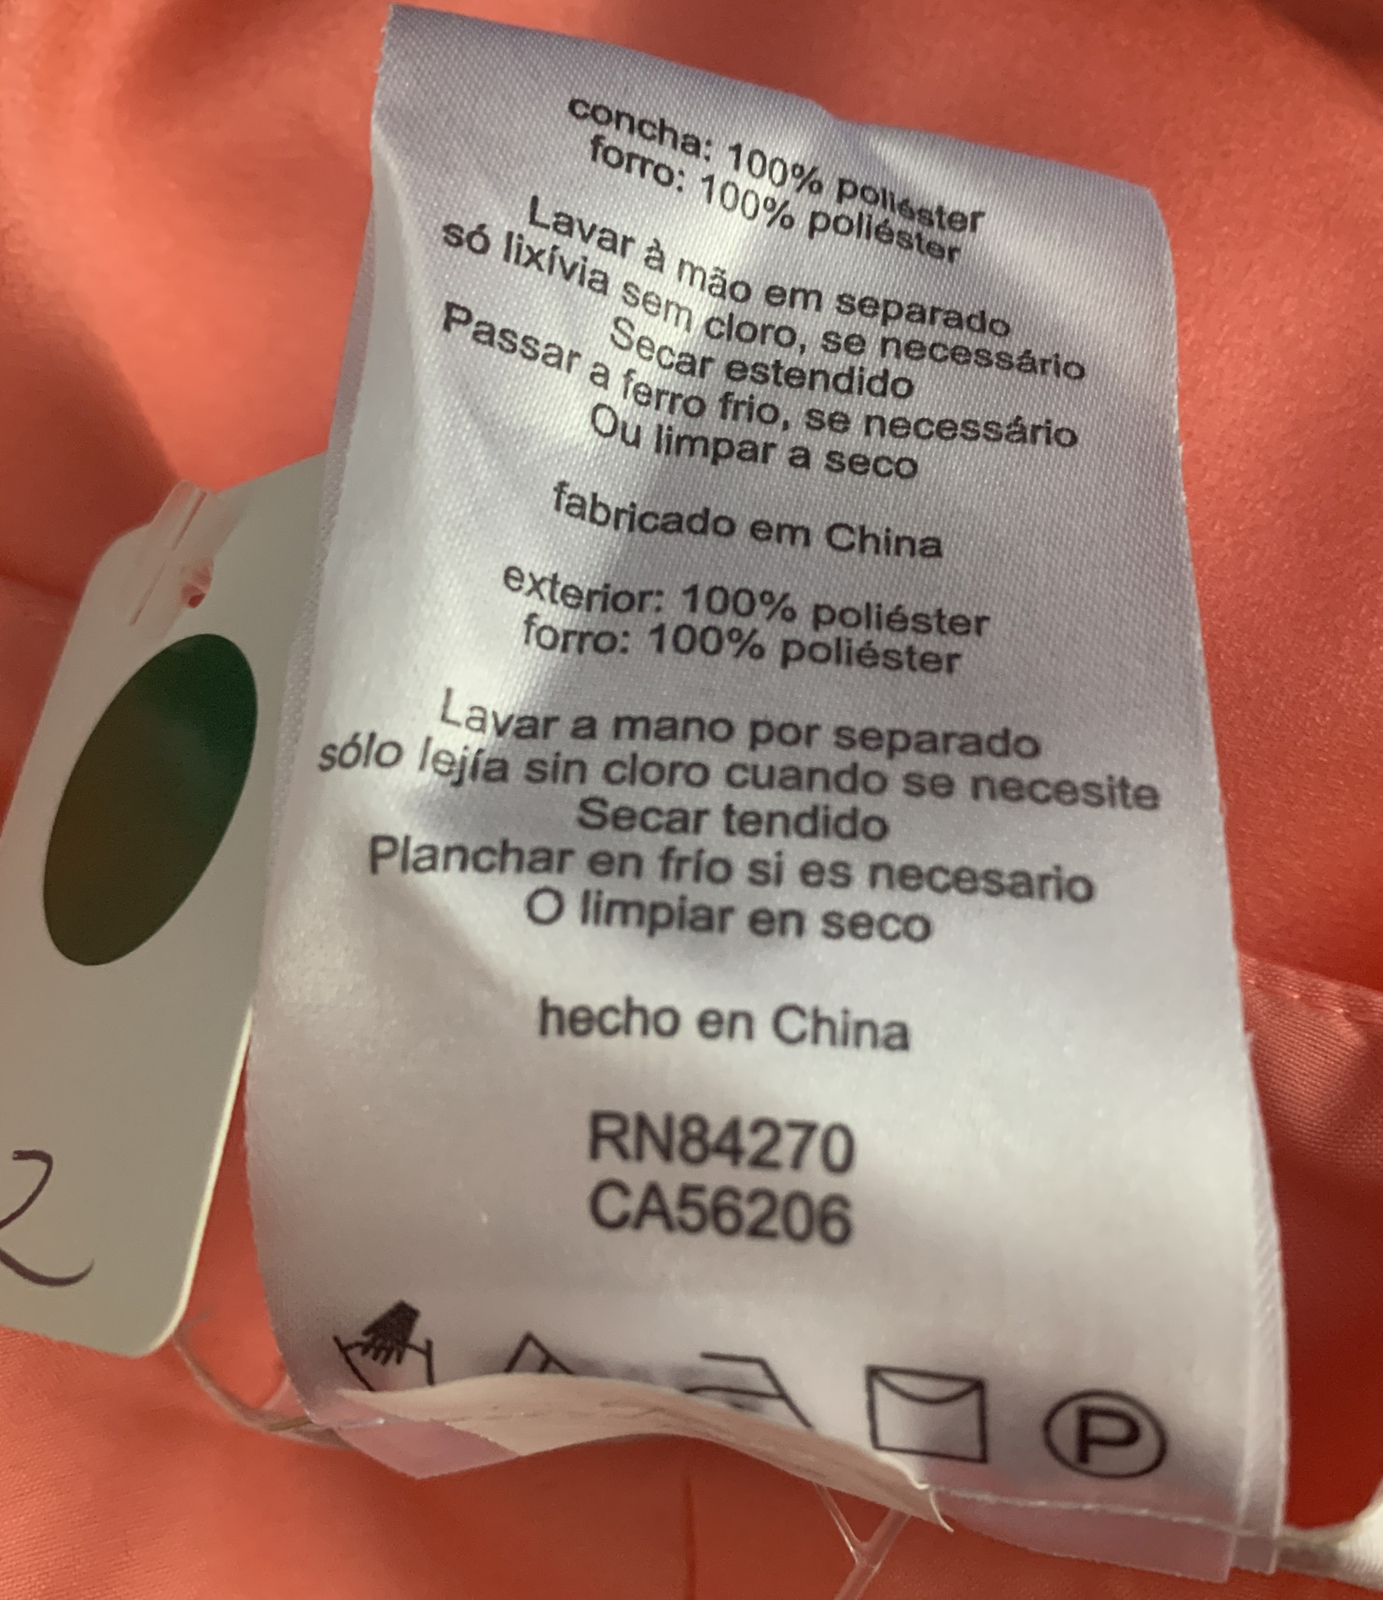 concha: 100% poliéster
forro: 100% poliéster
Lavar à mão em separado
só lixívia sem cloro, se necessário
Secar estendido
Passar a ferro frio, se necessário
Ou limpar a seco
fabricado em China
exterior: 100% poliéster
forro: 100% poliéster
Lavar a mano por separado
sólo lejía sin cloro cuando se necesite
Secar tendido
Planchar en frío si es necesario
O limpiar en seco
hecho en China
RN84270
CA56206
P
2